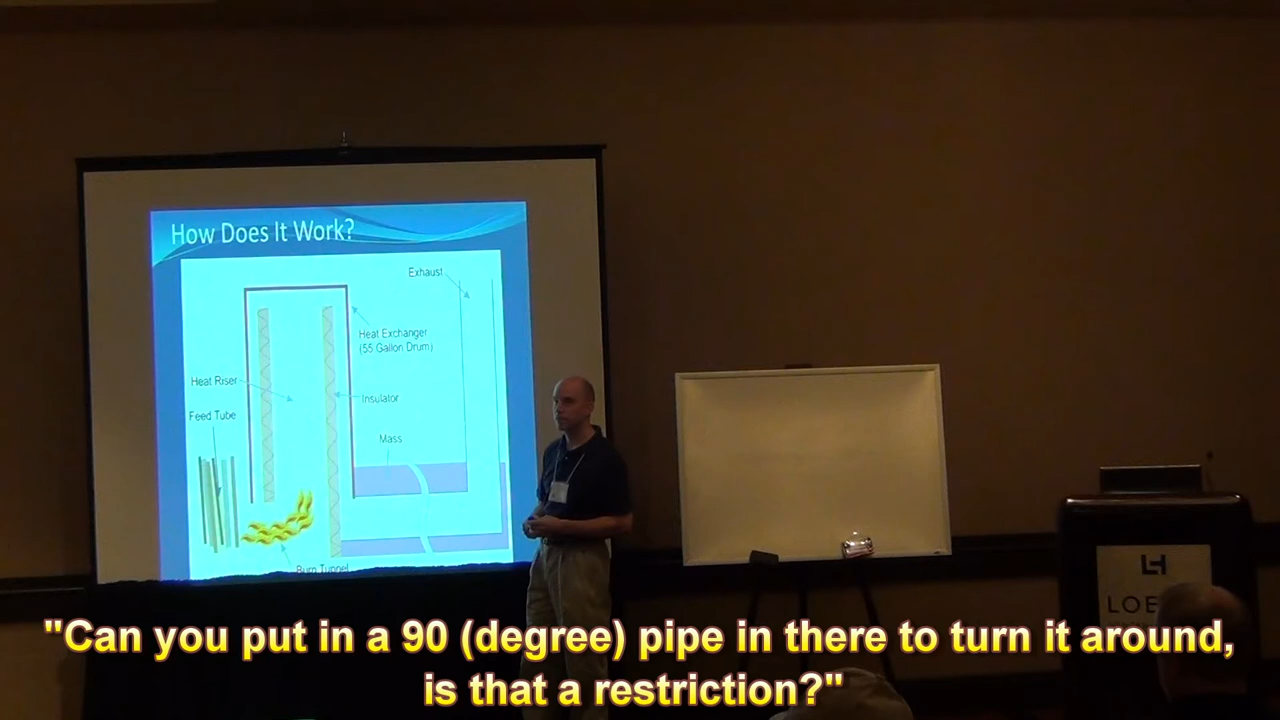 How Does It Work?
Exhaust
Heat Exchanger
(55 Gallon Drum)
Heat Riser
Insulator
Feed Tube
Mass
Burn Tunnel
LH
"Can you put in a 90 (degree) pipe in there to turn it around,
is that a restriction?"